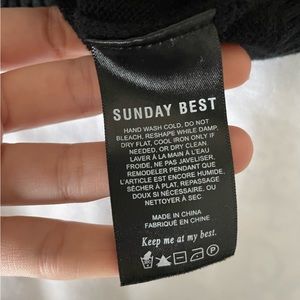 SUNDAY BEST
HAND WASH COLD. DO NOT
BLEACH, RESHAPE WHILE DAMP,
DRY FLAT, COOL IRON ONLY IF
NEEDED, OR DRY CLEAN
LAVER À LA MAIN À L'EAU
FROIDE, NE PAS JAVELISER,
REMODELER PENDANT QUE
L'ARTICLE EST ENCORE HUMIDE,
SÉCHER À PLAT, REPASSAGE
DOUX SI NÉCESSAIRE, OU
NETTOYER À SEC
MADE IN CHINA
FABRIQUÉ EN CHINE
Keep me at my best.
P